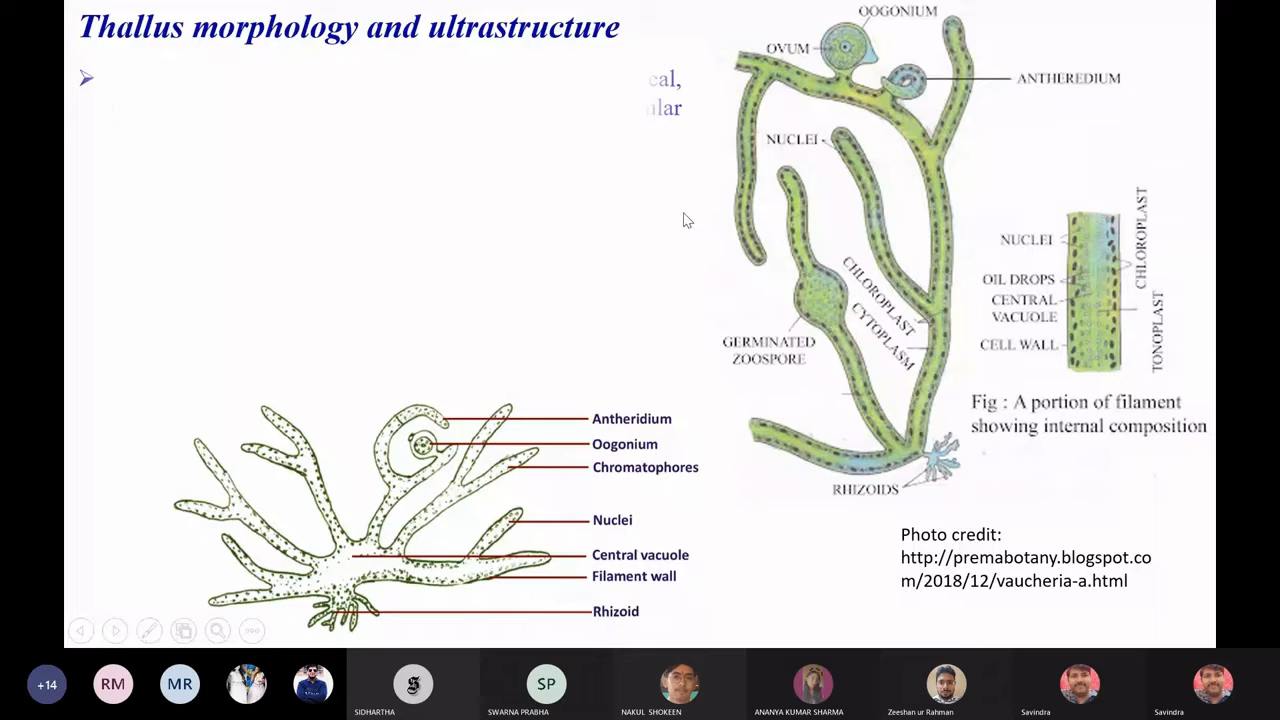 Thallus morphology and ultrastructure
cal,
ular
OOGONIUM
OVUM
ANTHEREDIUM
NUCLEI
CHLOROPLAST
CYTOPLASM
GERMINATED
ZOOSPORE
RHIZOIDS
NUCLEI
OIL DROPS
CENTRAL
VACUOLE
CELL WALL
CHLOROPLAST
TONOPLAST
Fig : A portion of filament
showing internal composition
Antheridium
Oogonium
Chromatophores
Nuclei
Central vacuole
Filament wall
Rhizoid
Photo credit:
http://premabotany.blogspot.co
m/2018/12/vaucheria-a.html
+14
RM
MR
S
SIDHARTHA
SP
SWARNA PRABHA
NAKUL SHOKEEN
ANANYA KUMAR SHARMA
Zeeshan ur Rahman
Savindra
Savindra